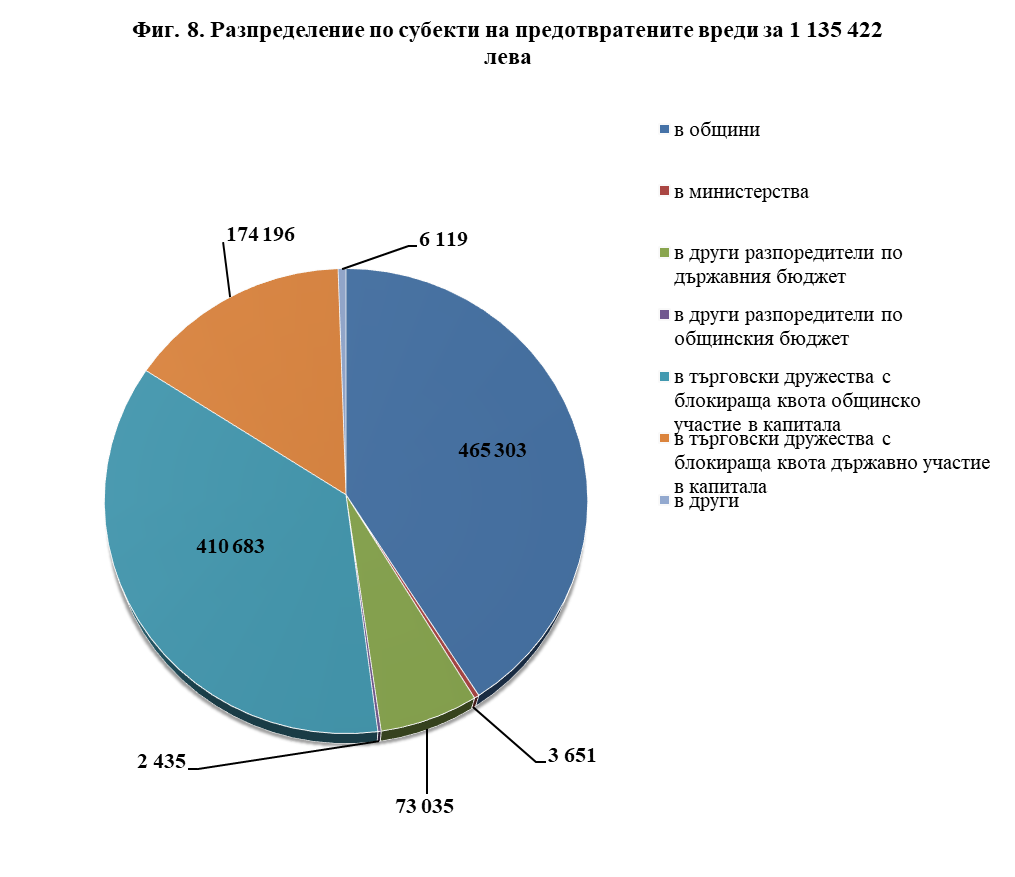 Фиг. 8. Разпределение по субекти на предотвратените вреди за 1 135 422
лева
в общини
в министерства
в други разпоредители по
държавния бюджет
в други разпоредители по
общинския бюджет
в търговски дружества с
блокираща квота общинско
участие в капитала
в търговски дружества с
блокираща квота държавно участие
в капитала
в други
174 196
6 119
465 303
410 683
2 435
3 651
73 035